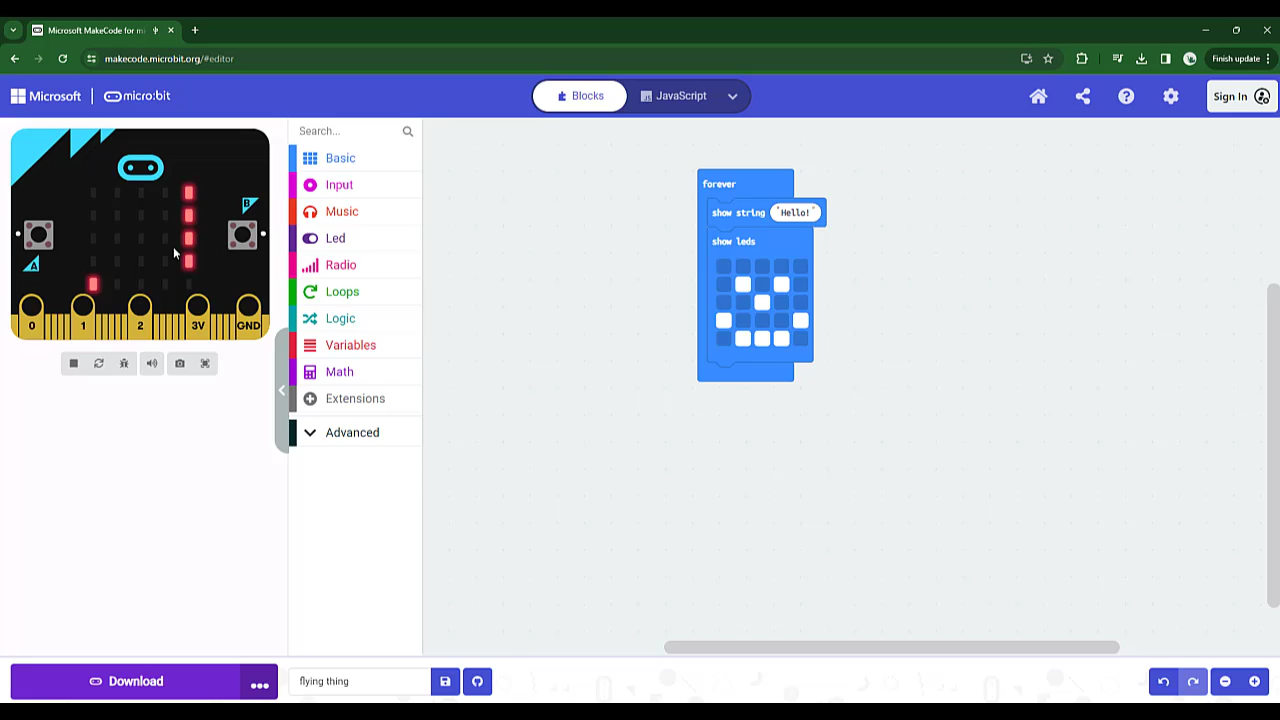 Microsoft MakeCode for mi
makecode.microbit.org/#editor
Finish update
Microsoft
micro:bit
Blocks
JavaScript
Sign In
Search...
Basic
Input
Music
Led
Radio
Loops
Logic
Variables
Math
Extensions
Advanced
B
A
0 1 2 3V GND
forever
show string "Hello!"
show leds
Download
...
flying thing